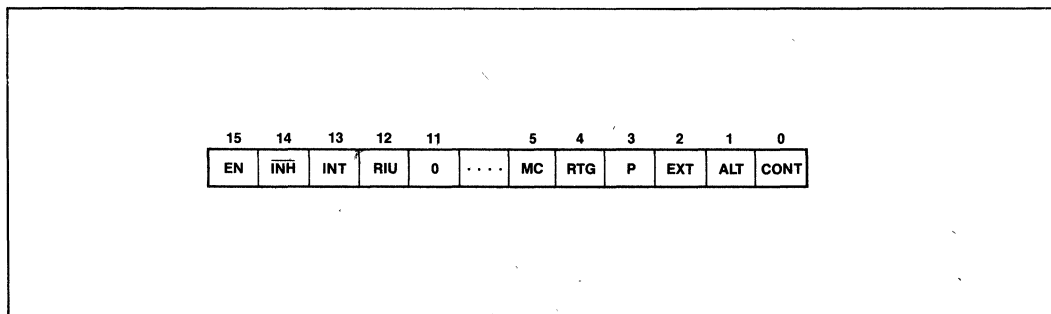 15 14 13 12 11 5 4 3 2 1 0
EN I̅N̅H̅ INT RIU 0 · · · · MC RTG P EXT ALT CONT